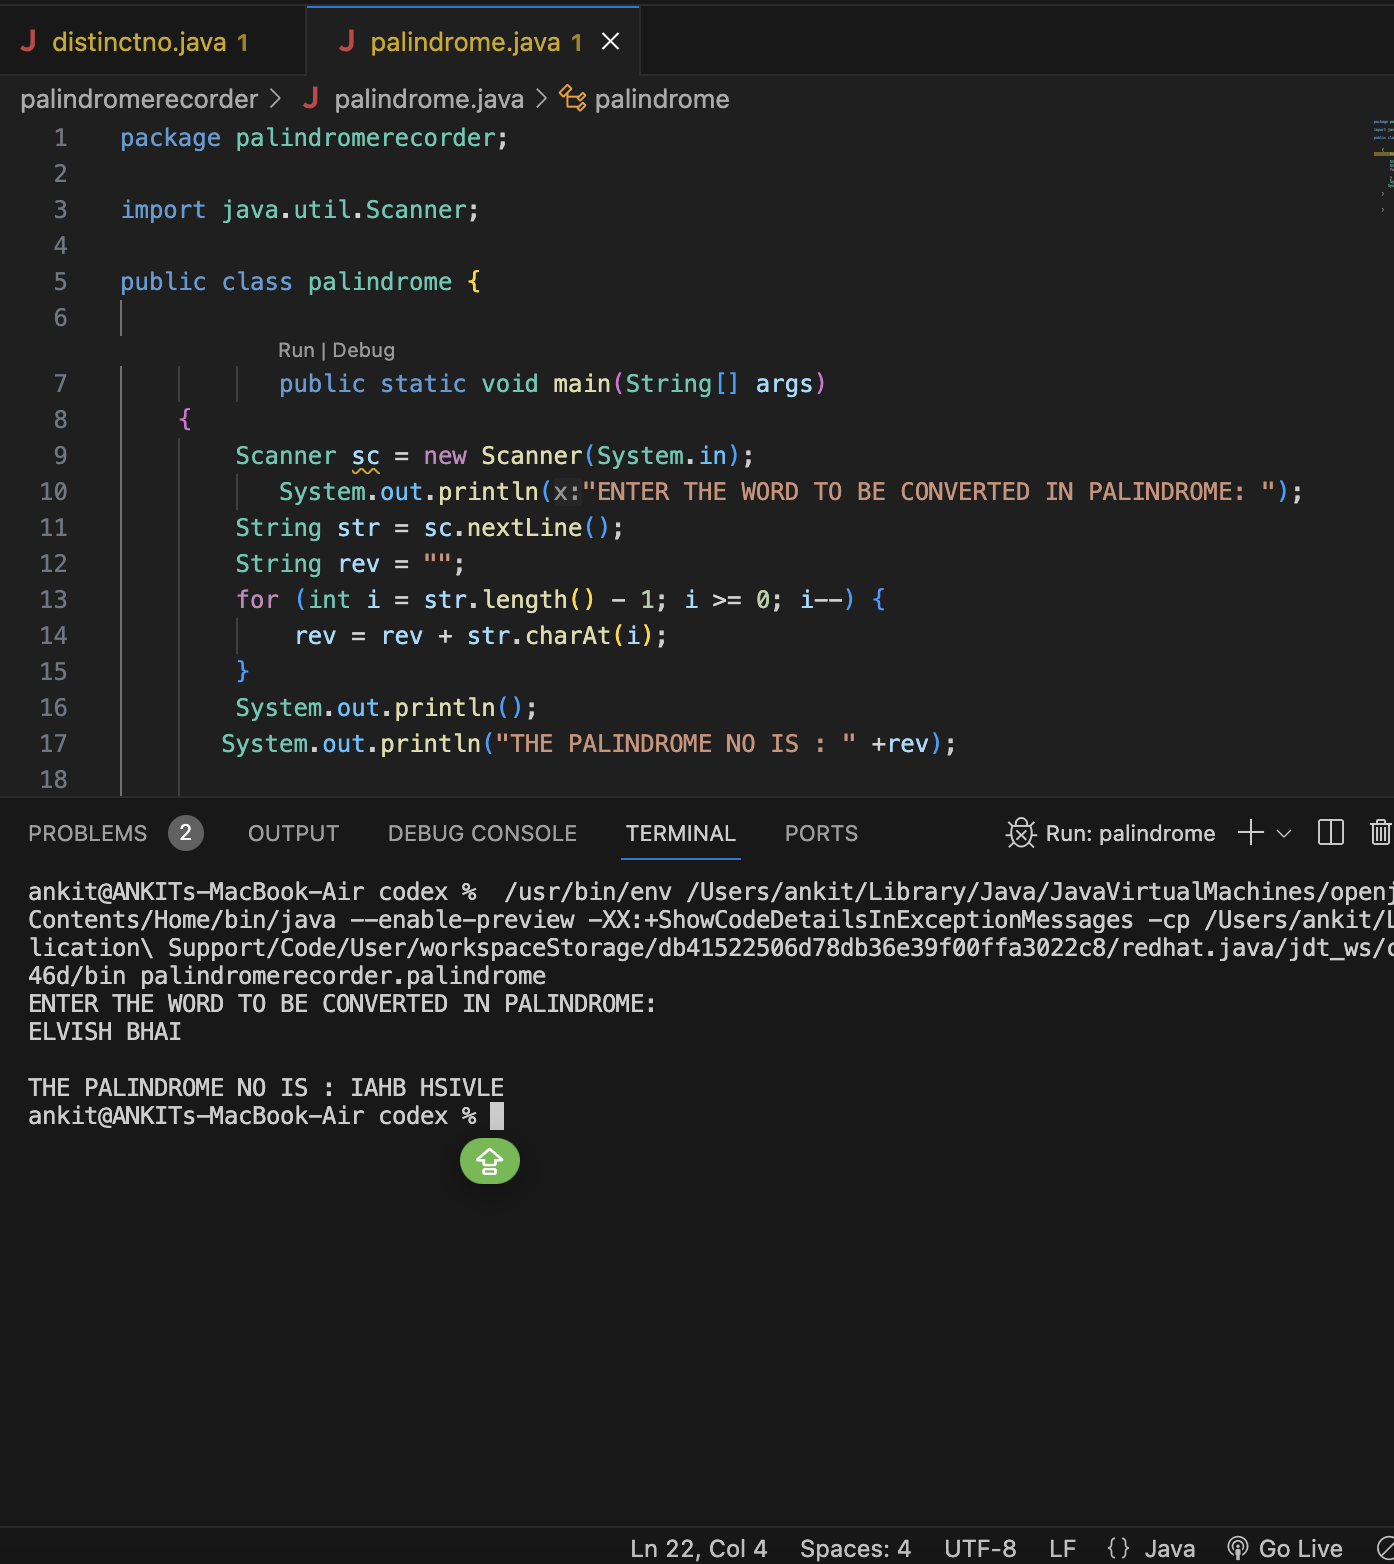 distinctno.java 1 palindrome.java 1
palindromerecorder > palindrome.java > palindrome
1 package palindromerecorder;
2
3 import java.util.Scanner;
4
5 public class palindrome {
6
Run | Debug
7 public static void main(String[] args)
8 {
9 Scanner sc = new Scanner(System.in);
10 System.out.println(x:"ENTER THE WORD TO BE CONVERTED IN PALINDROME: ");
11 String str = sc.nextLine();
12 String rev = "";
13 for (int i = str.length() - 1; i >= 0; i--) {
14 rev = rev + str.charAt(i);
15 }
16 System.out.println();
17 System.out.println("THE PALINDROME NO IS : " +rev);
18
PROBLEMS 2 OUTPUT DEBUG CONSOLE TERMINAL PORTS Run: palindrome
ankit@ANKITs-MacBook-Air codex % /usr/bin/env /Users/ankit/Library/Java/JavaVirtualMachines/openj
Contents/Home/bin/java --enable-preview -XX:+ShowCodeDetailsInExceptionMessages -cp /Users/ankit/L
lication\ Support/Code/User/workspaceStorage/db41522506d78db36e39f00ffa3022c8/redhat.java/jdt_ws/c
46d/bin palindromerecorder.palindrome
ENTER THE WORD TO BE CONVERTED IN PALINDROME:
ELVISH BHAI
THE PALINDROME NO IS : IAHB HSIVLE
ankit@ANKITs-MacBook-Air codex %
Ln 22, Col 4 Spaces: 4 UTF-8 LF {} Java Go Live